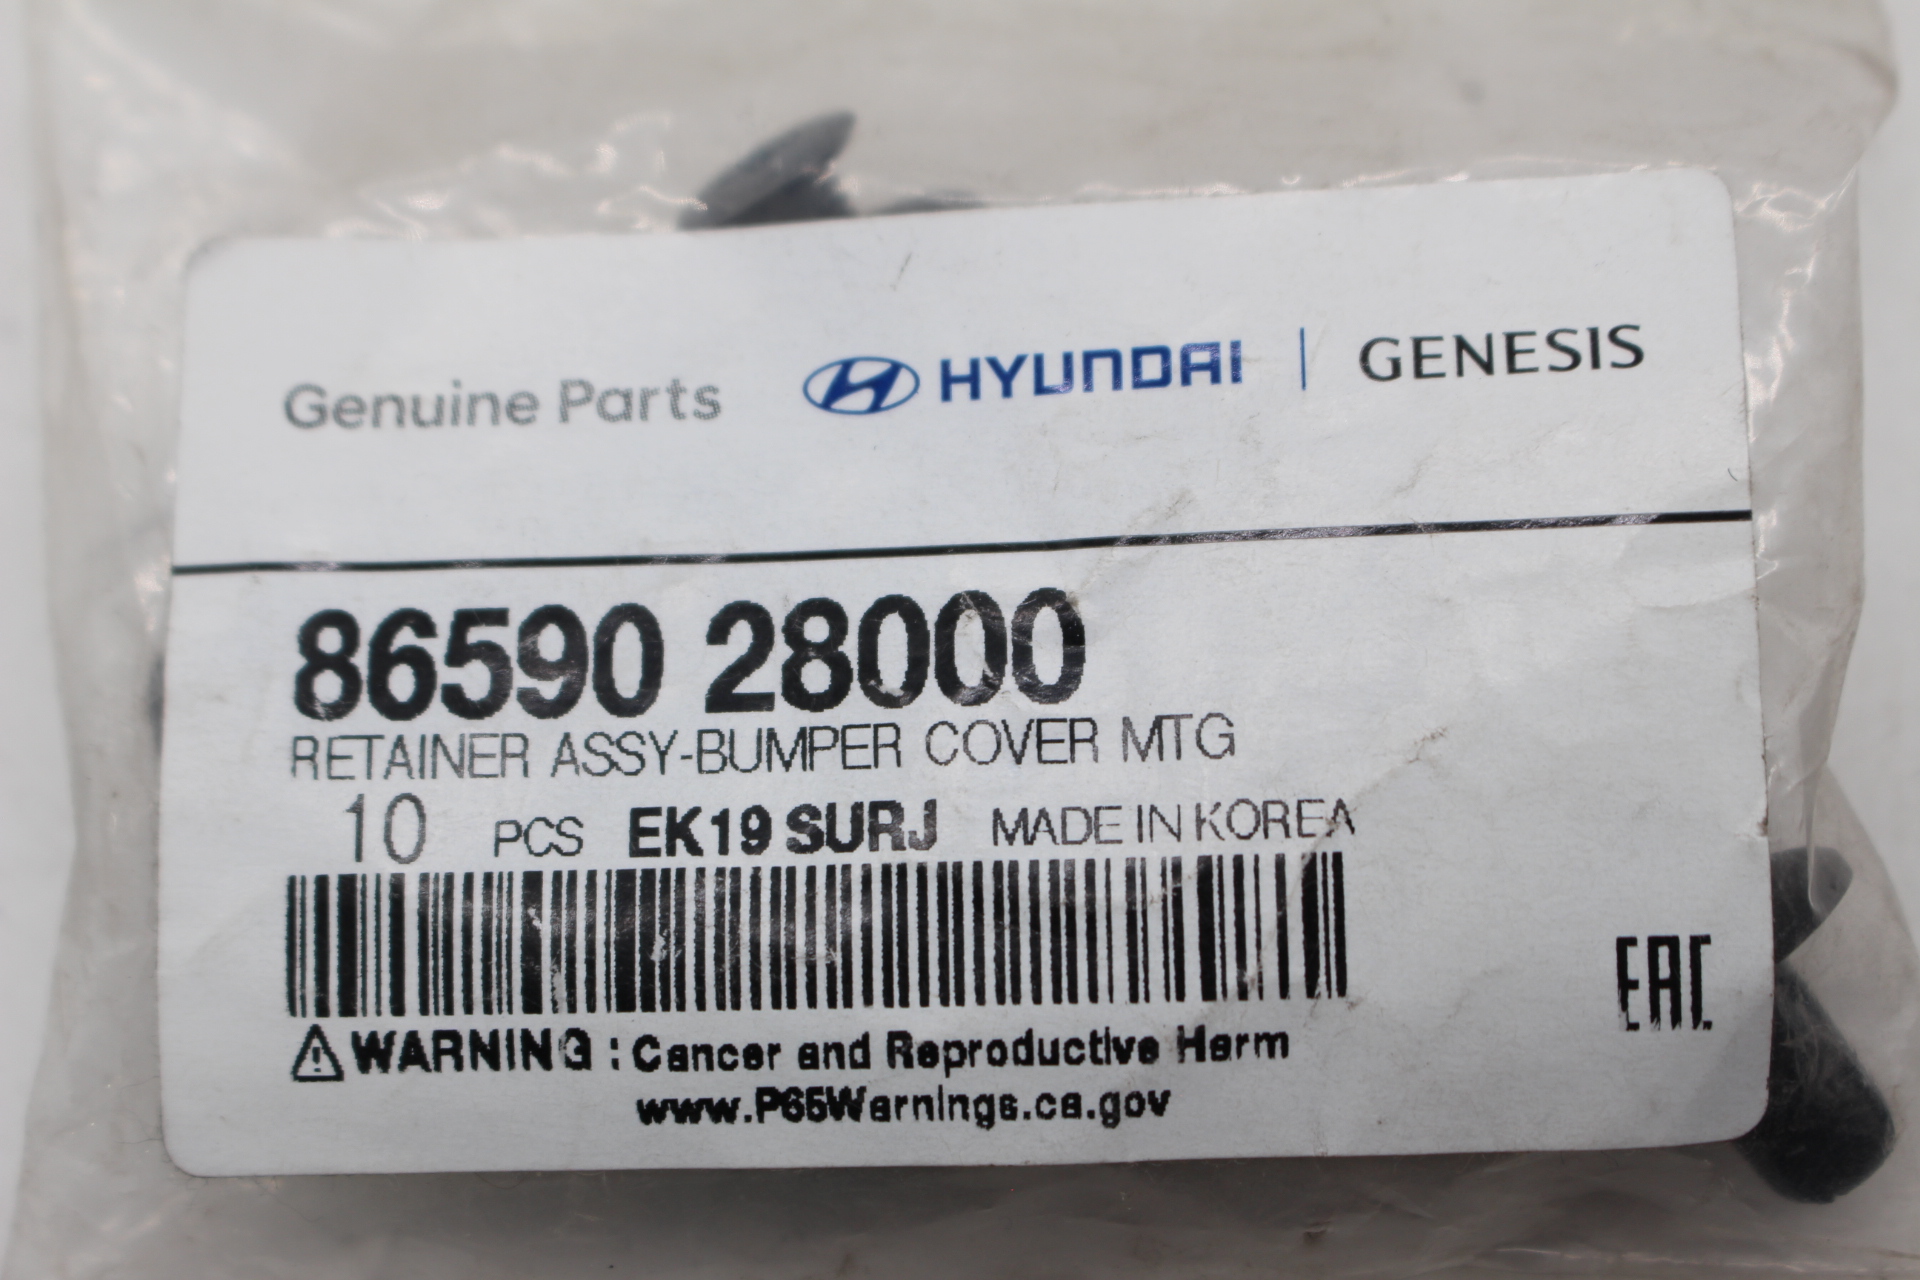 Genuine Parts HYUNDAI | GENESIS
86590 28000
RETAINER ASSY-BUMPER COVER MTG
10 PCS EK19 SURJ MADE IN KOREA
EAC
WARNING : Cancer and Reproductive Harm
www.P65Warnings.ca.gov